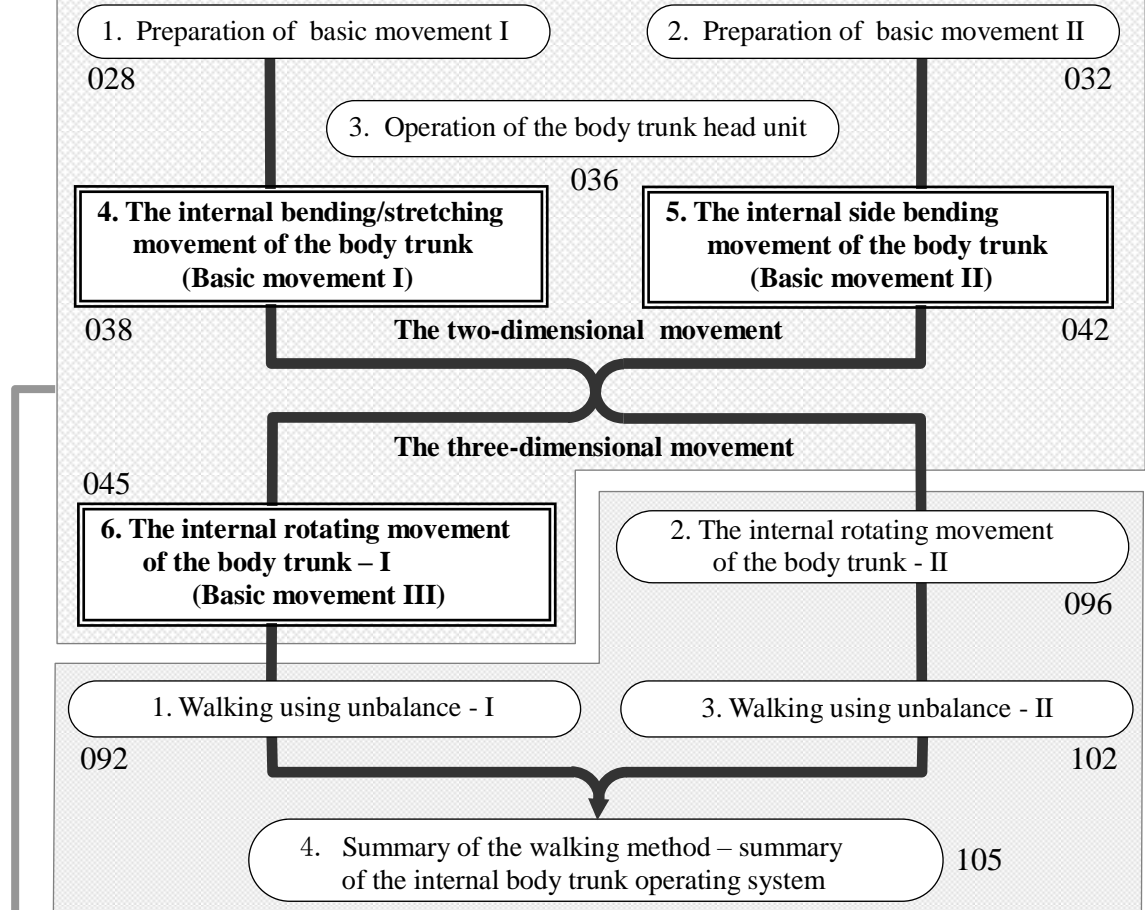 1. Preparation of basic movement I
2. Preparation of basic movement II
028
032
3. Operation of the body trunk head unit
036
4. The internal bending/stretching
movement of the body trunk
(Basic movement I)
5. The internal side bending
movement of the body trunk
(Basic movement II)
038
The two-dimensional movement
042
The three-dimensional movement
045
6. The internal rotating movement
of the body trunk – I
(Basic movement III)
2. The internal rotating movement
of the body trunk - II
096
1. Walking using unbalance - I
3. Walking using unbalance - II
092
102
4. Summary of the walking method – summary
of the internal body trunk operating system
105